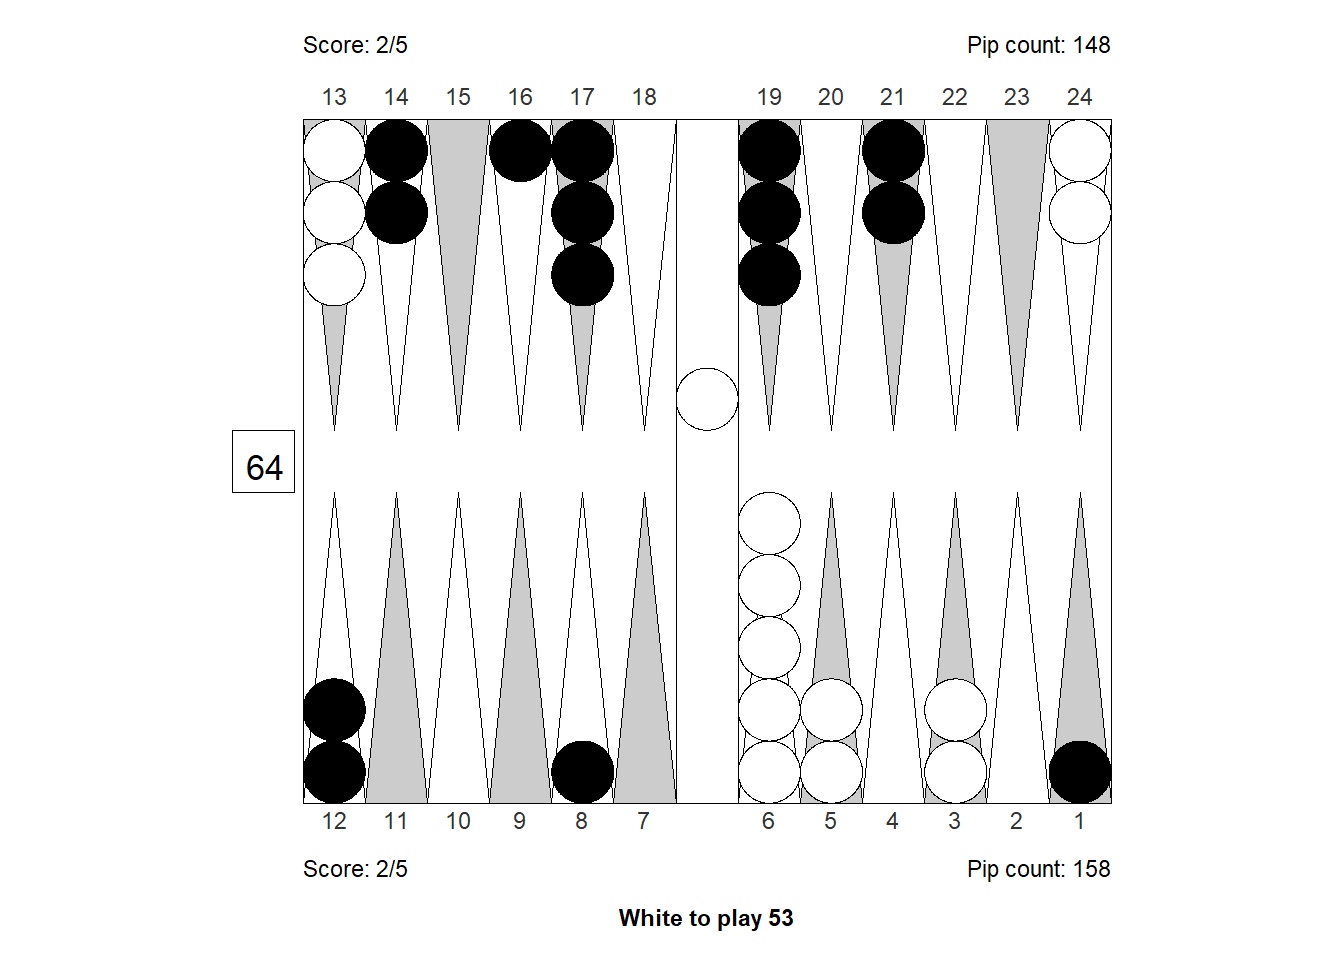 Score: 2/5 Pip count: 148
13 14 15 16 17 18 19 20 21 22 23 24
64
12 11 10 9 8 7 6 5 4 3 2 1
Score: 2/5 Pip count: 158
White to play 53